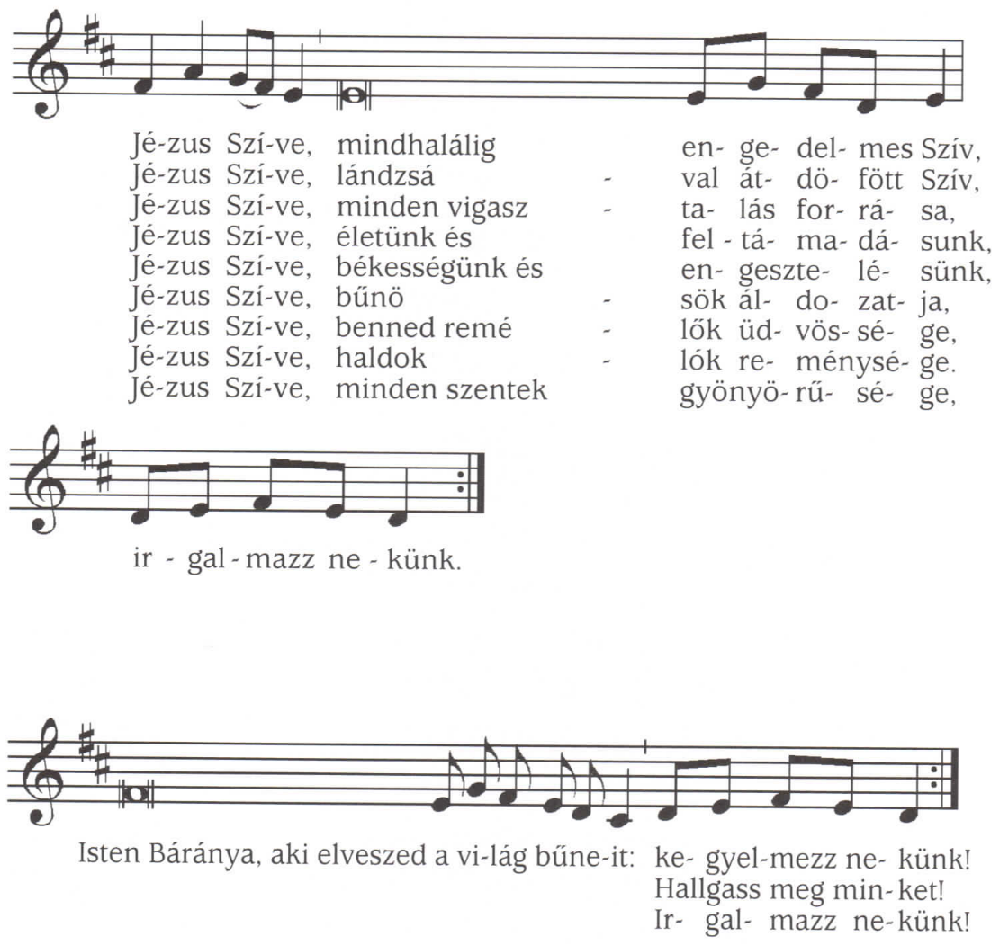 Jé-zus Szí-ve, mindhalálig en- ge- del- mes Szív,
Jé-zus Szí-ve, lándzsá - val át- dö- fött Szív,
Jé-zus Szí-ve, minden vigasz - ta- lás for- rá- sa,
Jé-zus Szí-ve, életünk és fel - tá- ma- dá- sunk,
Jé-zus Szí-ve, békességünk és en- geszte- lé- sünk,
Jé-zus Szí-ve, bűnö - sök ál- do- zat- ja,
Jé-zus Szí-ve, benned remé - lők üd- vös- sé- ge,
Jé-zus Szí-ve, haldok - lók re- ménysé- ge.
Jé-zus Szí-ve, minden szentek gyönyö- rű- sé- ge,
ir - gal - mazz ne - künk.
Isten Báránya, aki elveszed a vi-lág bűne-it: ke- gyel-mezz ne- künk!
Hallgass meg min- ket!
Ir- gal- mazz ne- künk!